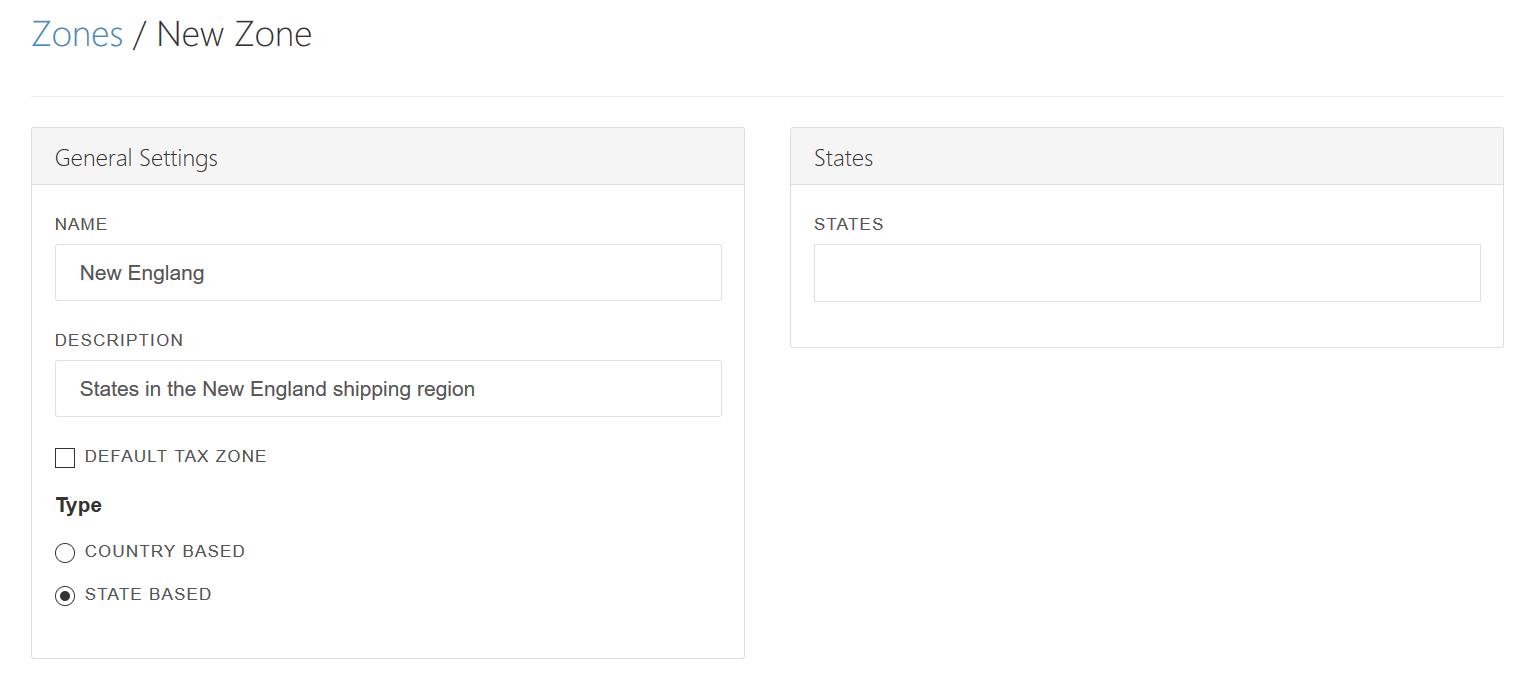 Zones / New Zone
General Settings
NAME
New Englang
DESCRIPTION
States in the New England shipping region
DEFAULT TAX ZONE
Type
COUNTRY BASED
STATE BASED
States
STATES